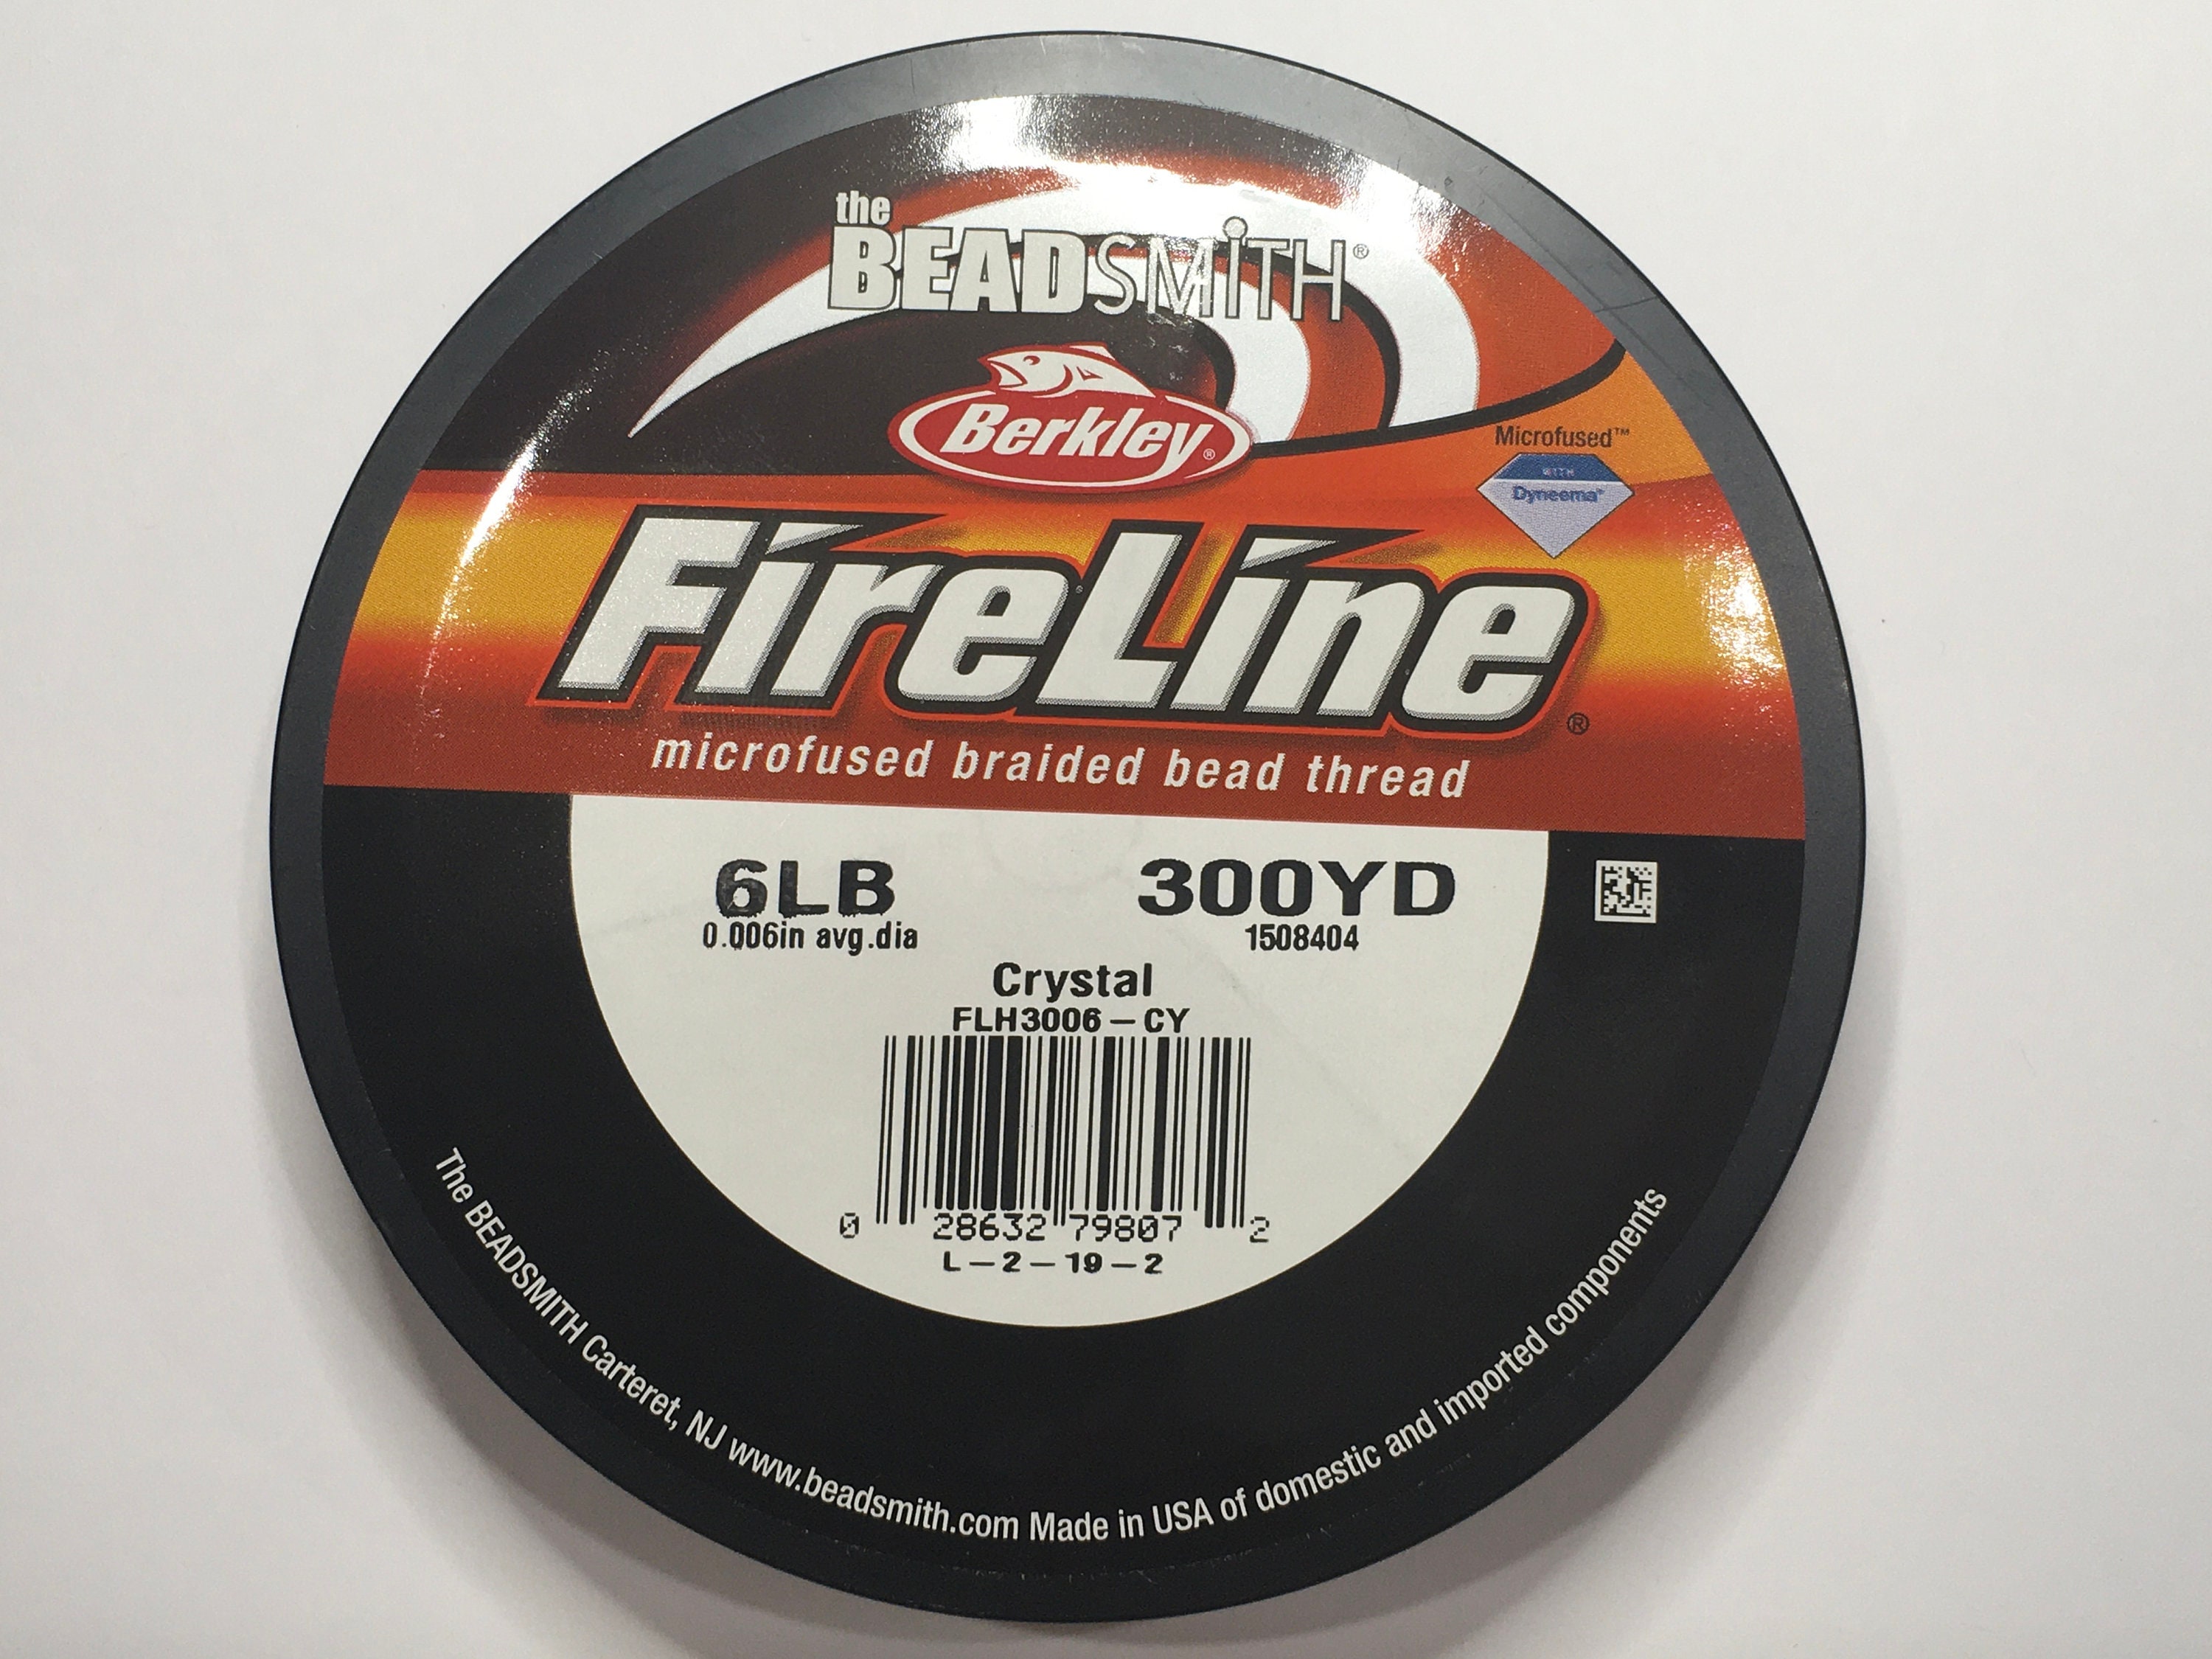 the
BEADSMITH®
Berkley®
Microfused™
WITH
Dyneema®
FireLine®
microfused braided bead thread
6LB
300YD
0.006in avg.dia
1508404
Crystal
FLH3006-CY
0 28632 79807 2
L-2-19-2
The BEADSMITH Carteret, NJ www.beadsmith.com Made in USA of domestic and imported components